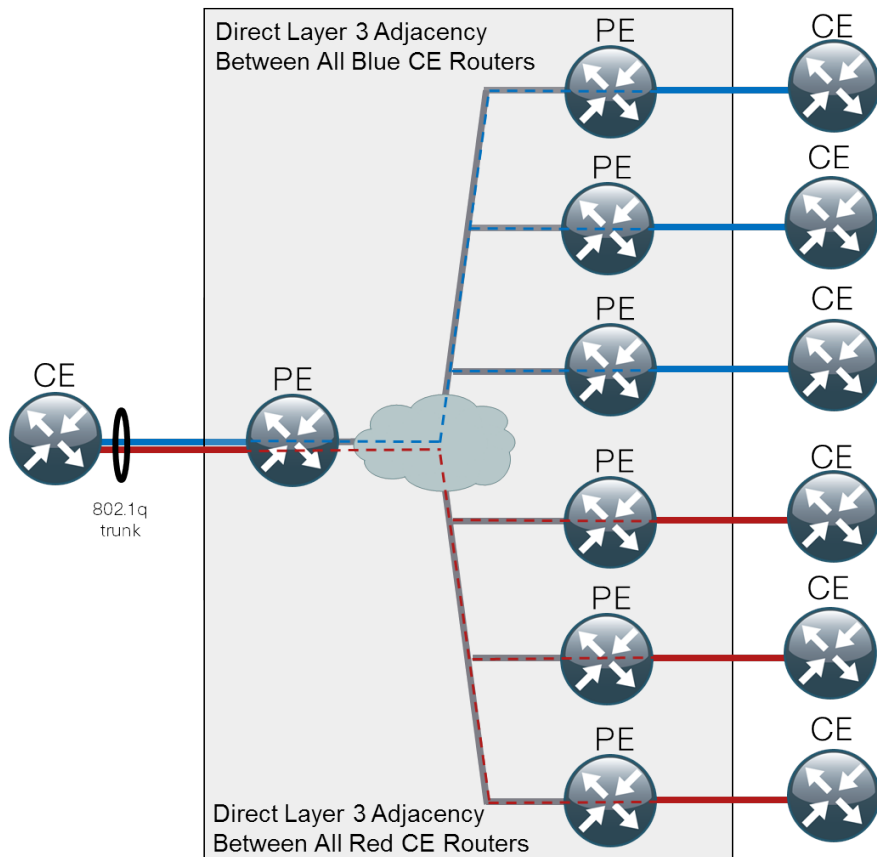 Direct Layer 3 Adjacency
Between All Blue CE Routers
PE
CE
PE
CE
PE
CE
CE
PE
802.1q
trunk
PE
CE
PE
CE
PE
CE
Direct Layer 3 Adjacency
Between All Red CE Routers